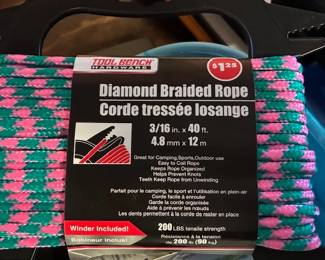 TOOL BENCH
HARDWARE
$1.25
Diamond Braided Rope
Corde tressée losange
3/16 in. x 40 ft.
4.8 mm x 12 m
Great for Camping,Sports,Outdoor use
Easy to Coil Rope
Keeps Rope Organized
Helps Prevent Knots
Teeth Keep Rope from Unwinding
Parfait pour le camping, le sport et l'utilisation en plein-air
Corde facile à enrouler
Garde la corde organisée
Aide à prévenir les nœuds
Les dents permettent à la corde de rester en place
Winder Included!
Bobineur Inclus!
200 LBS tensile strength
Résistance à la tension
de 200 lb (90 kg)